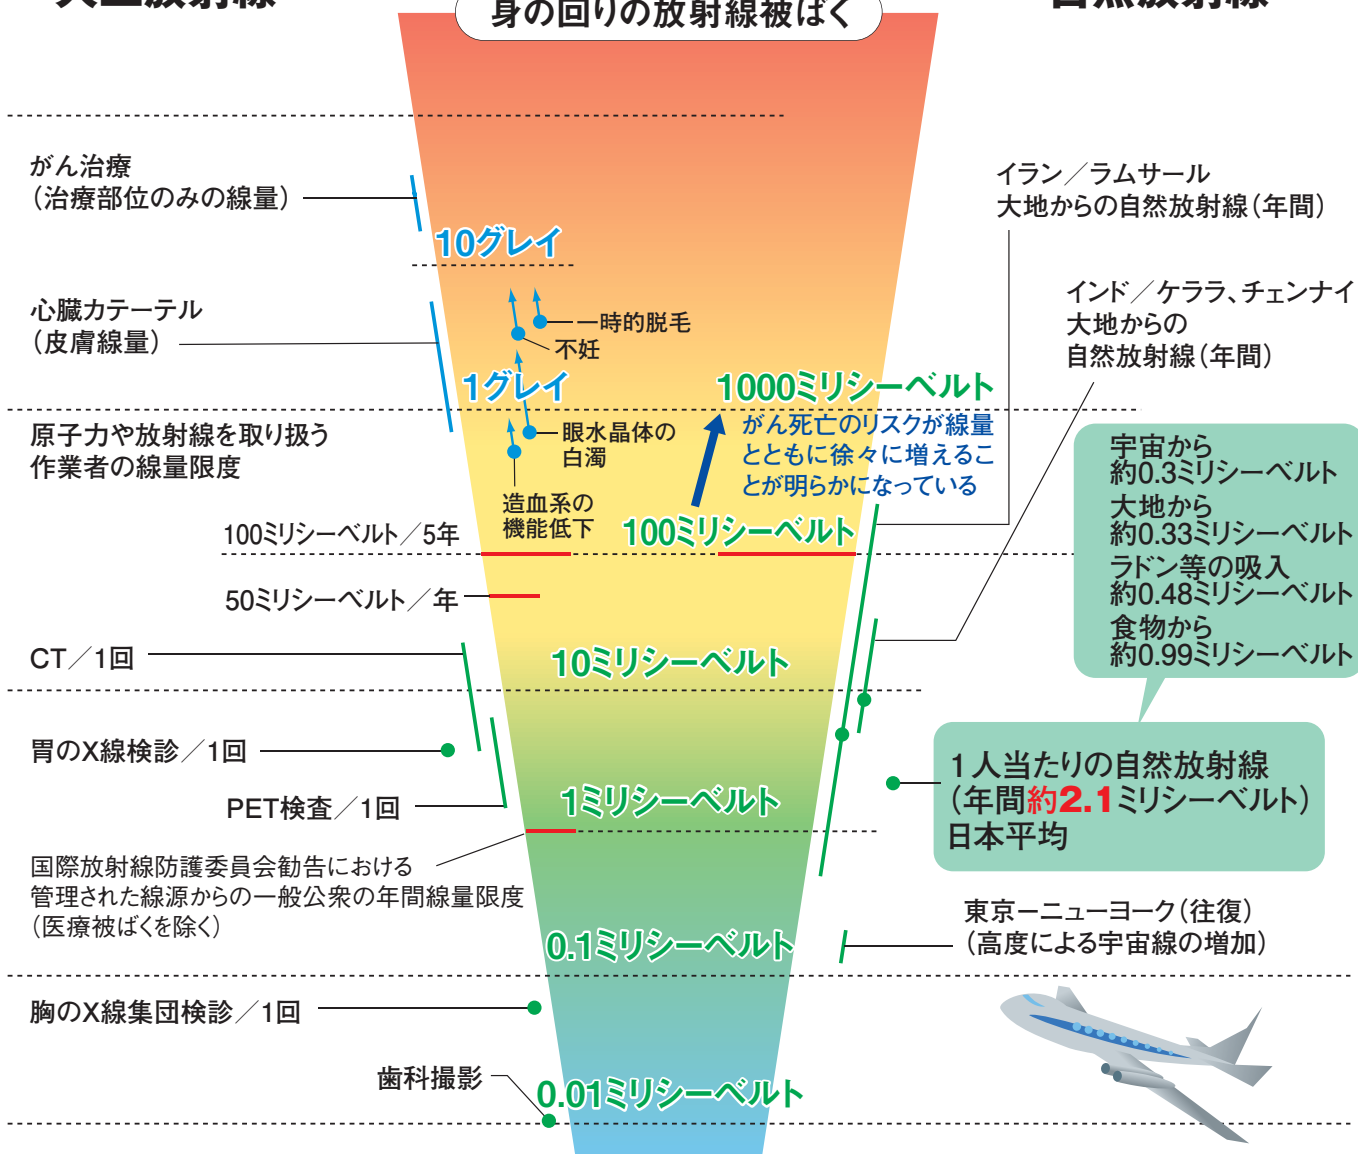 身の回りの放射線被ばく
がん治療
（治療部位のみの線量）
心臓カテーテル
（皮膚線量）
原子力や放射線を取り扱う
作業者の線量限度
100ミリシーベルト／5年
50ミリシーベルト／年
CT／1回
胃のX線検診／1回
PET検査／1回
国際放射線防護委員会勧告における
管理された線源からの一般公衆の年間線量限度
（医療被ばくを除く）
胸のX線集団検診／1回
歯科撮影
10グレイ
一時的脱毛
不妊
1グレイ
眼水晶体の
白濁
造血系の
機能低下
1000ミリシーベルト
がん死亡のリスクが線量
とともに徐々に増えるこ
とが明らかになっている
100ミリシーベルト
10ミリシーベルト
1ミリシーベルト
0.1ミリシーベルト
0.01ミリシーベルト
自然放射線
イラン／ラムサール
大地からの自然放射線（年間）
インド／ケララ、チェンナイ
大地からの
自然放射線（年間）
宇宙から
約0.3ミリシーベルト
大地から
約0.33ミリシーベルト
ラドン等の吸入
約0.48ミリシーベルト
食物から
約0.99ミリシーベルト
1人当たりの自然放射線
（年間約2.1ミリシーベルト）
日本平均
東京ーニューヨーク（往復）
（高度による宇宙線の増加）